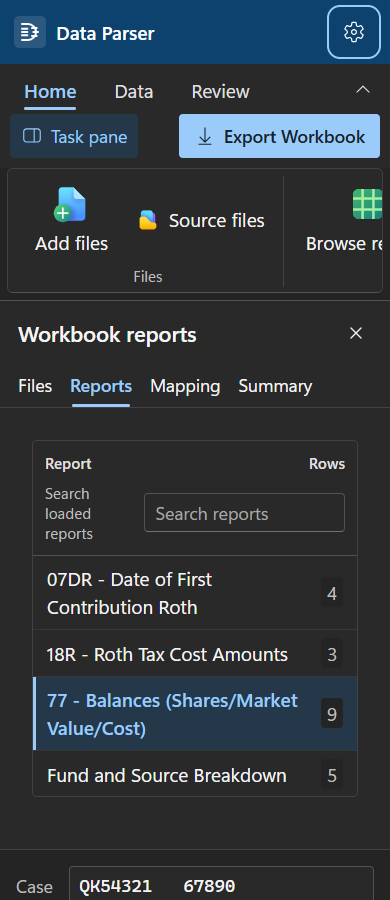 Data Parser
Home Data Review
Task pane Export Workbook
Add files Source files Browse re
Files
Workbook reports
Files Reports Mapping Summary
Report Rows
Search
loaded
reports
Search reports
07DR - Date of First
Contribution Roth
4
18R - Roth Tax Cost Amounts 3
77 - Balances (Shares/Market
Value/Cost)
9
Fund and Source Breakdown 5
Case QK54321 67890